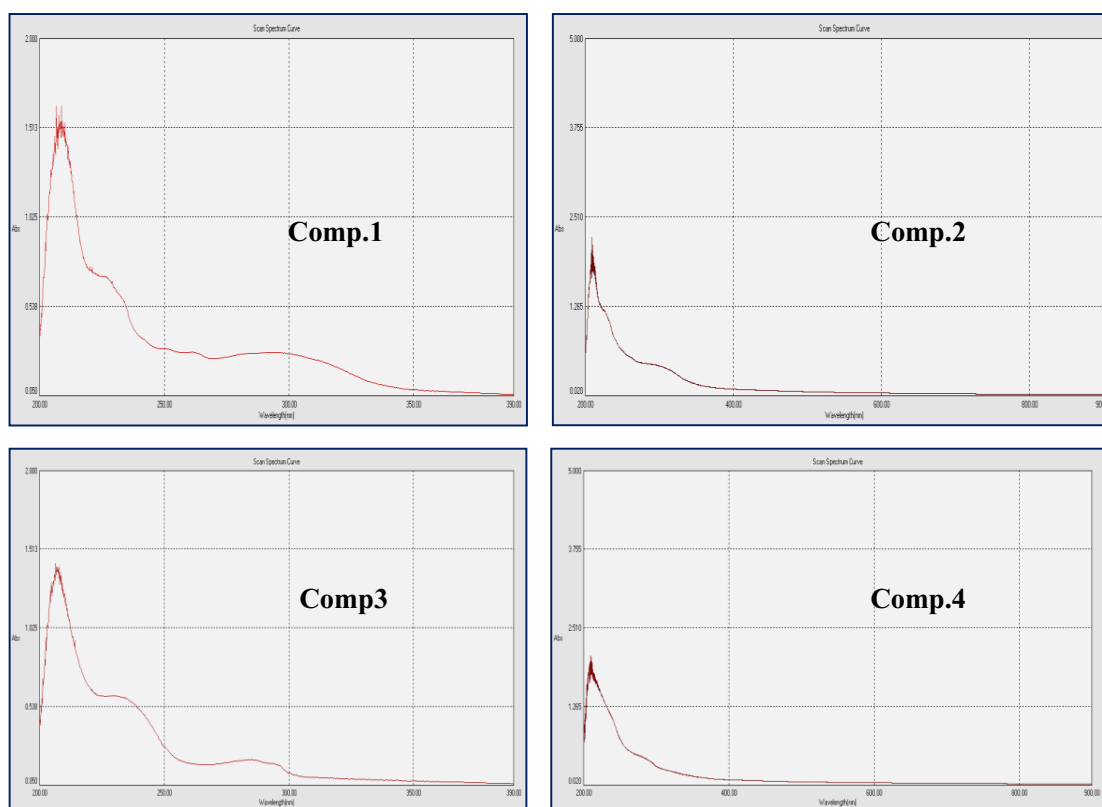 Scan Spectrum Curve
2.000
1.513
1.025
Abs
0.538
0.050
200.00 250.00 300.00 350.00 390.00
Wavelength(nm)
Comp.1
Scan Spectrum Curve
5.000
3.755
2.510
Abs
1.265
0.020
200.00 400.00 600.00 800.00
Wavelength(nm)
Comp.2
Scan Spectrum Curve
2.000
1.513
1.025
Abs
0.538
0.050
200.00 250.00 300.00 350.00 390.00
Wavelength(nm)
Comp3
Scan Spectrum Curve
5.000
3.755
2.510
Abs
1.265
0.020
200.00 400.00 600.00 800.00 900.00
Wavelength(nm)
Comp.4